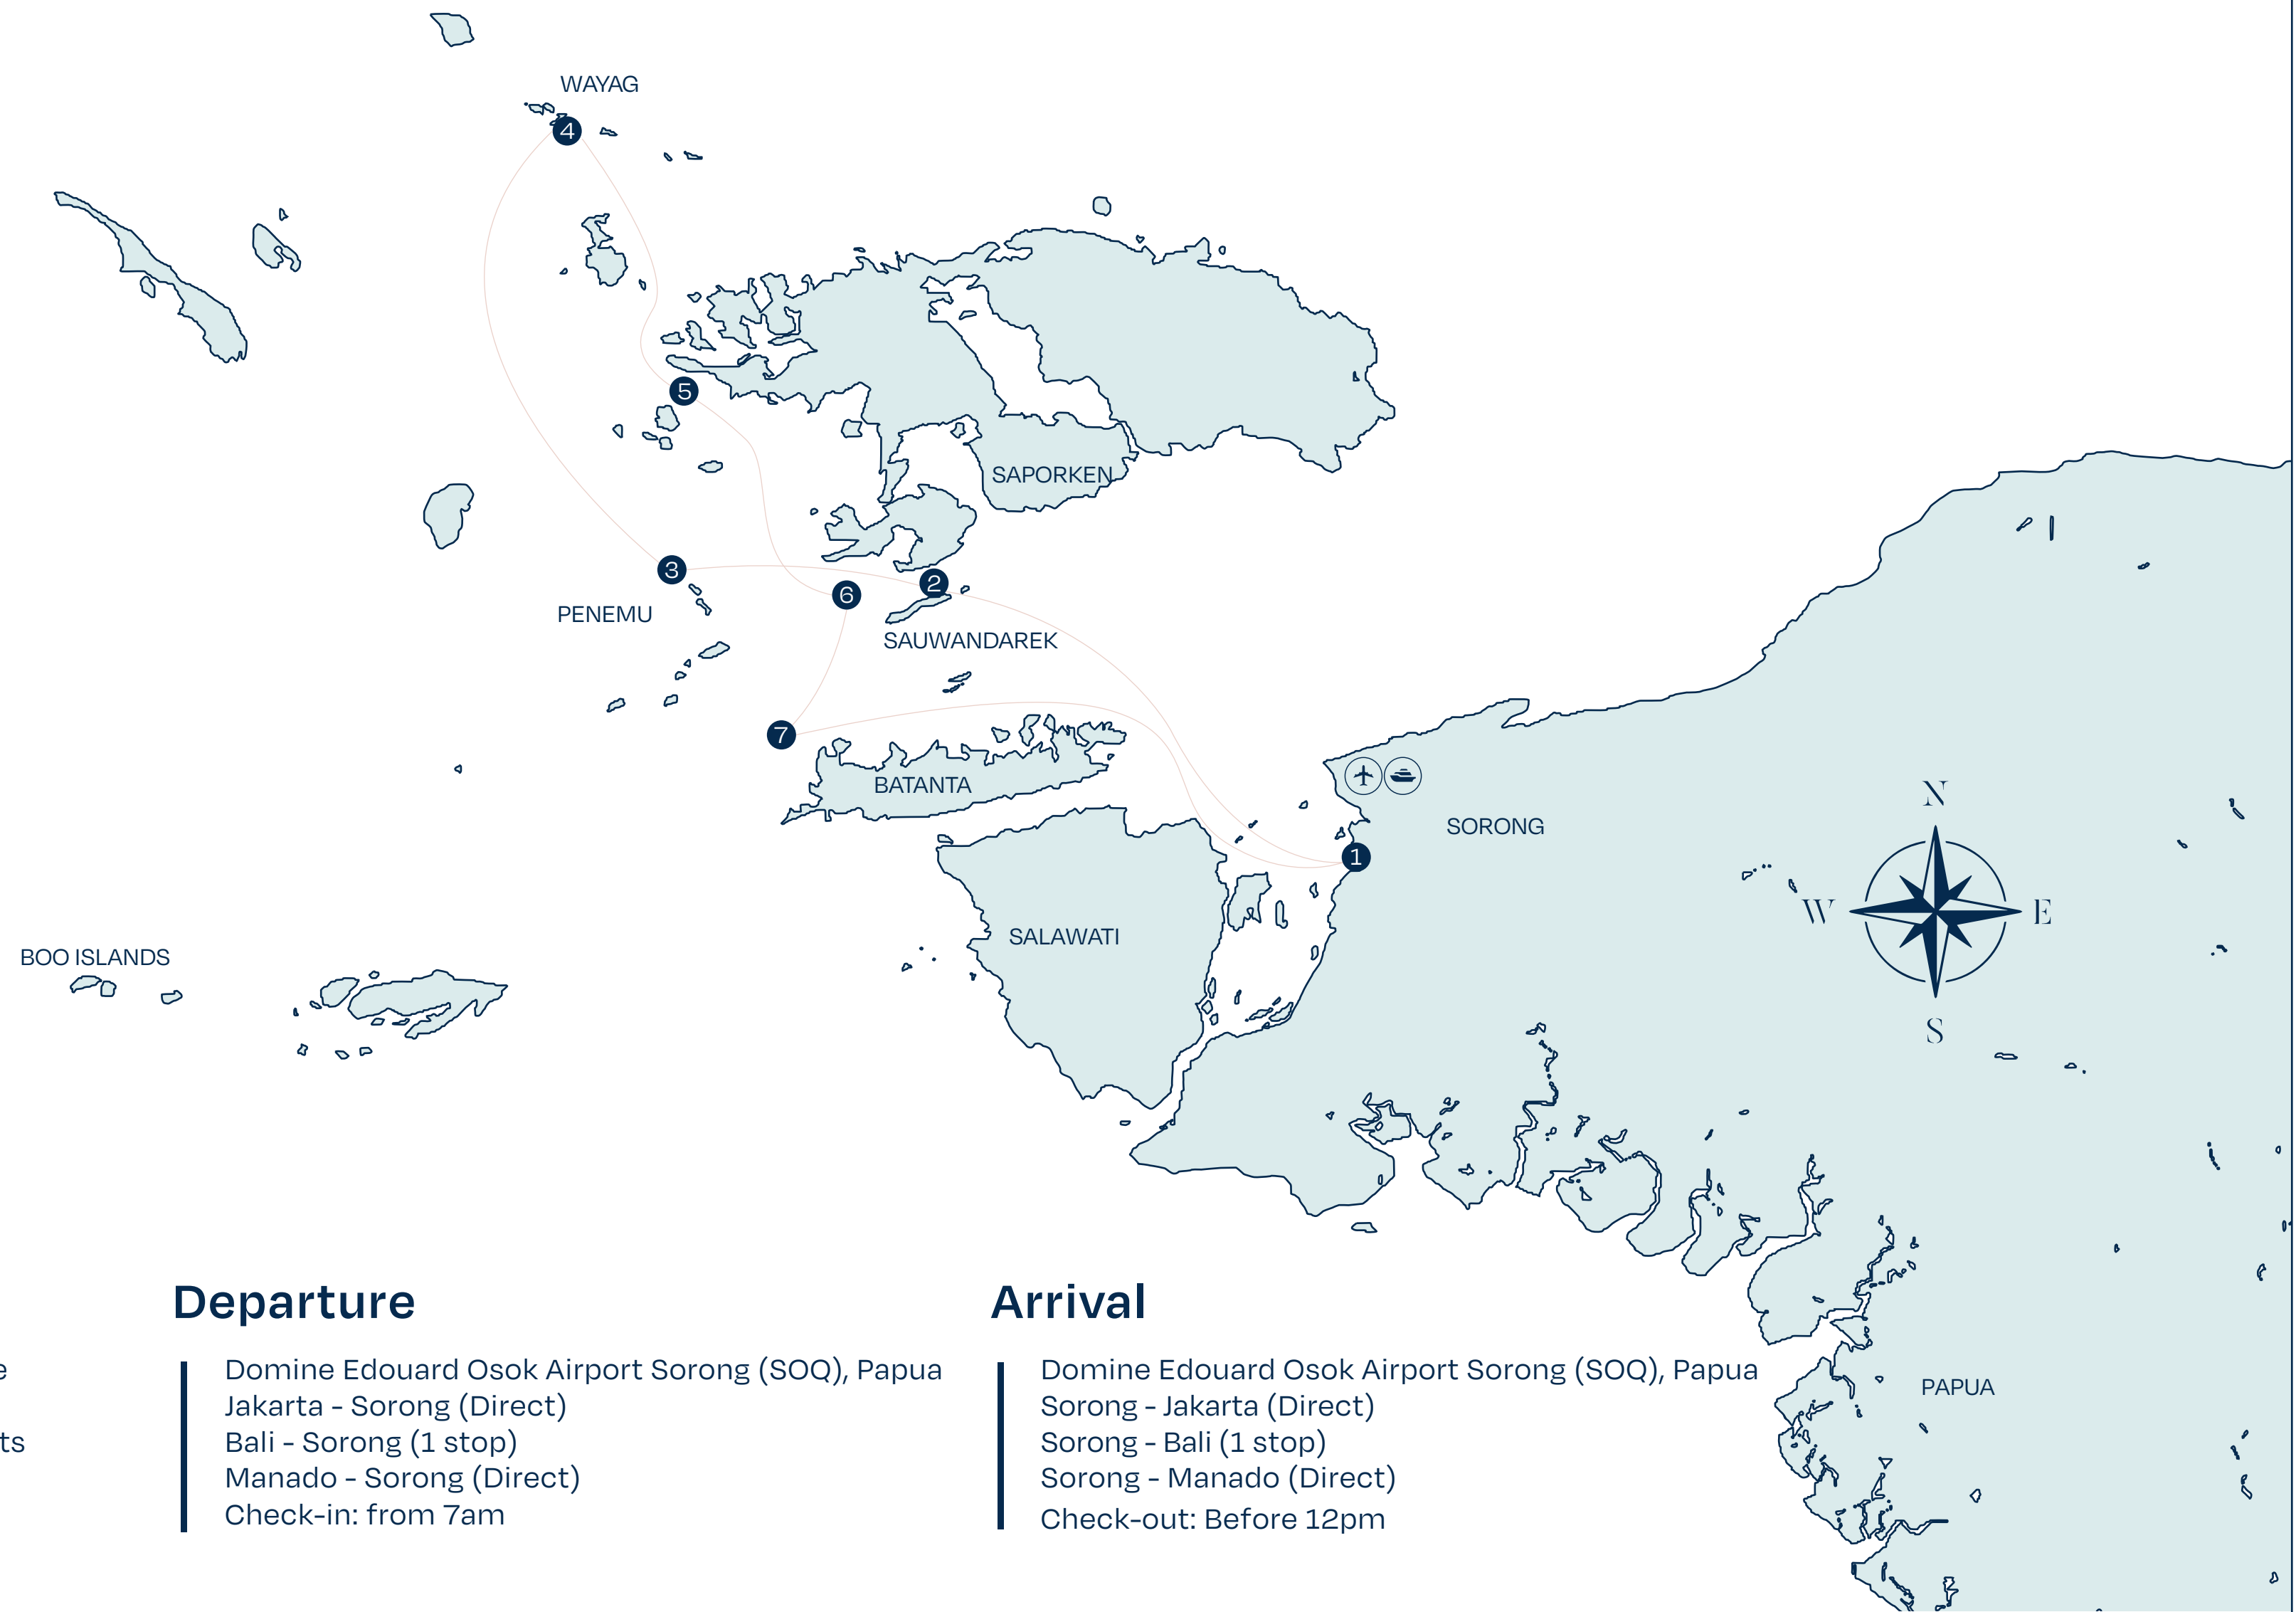 WAYAG
4
5
SAPORKEN
3
2
6
PENEMU
SAUWANDAREK
7
BATANTA
SORONG
1
N
W
E
S
SALAWATI
BOO ISLANDS
PAPUA
e
ts
Departure
Domine Edouard Osok Airport Sorong (SOQ), Papua
Jakarta - Sorong (Direct)
Bali - Sorong (1 stop)
Manado - Sorong (Direct)
Check-in: from 7am
Arrival
Domine Edouard Osok Airport Sorong (SOQ), Papua
Sorong - Jakarta (Direct)
Sorong - Bali (1 stop)
Sorong - Manado (Direct)
Check-out: Before 12pm